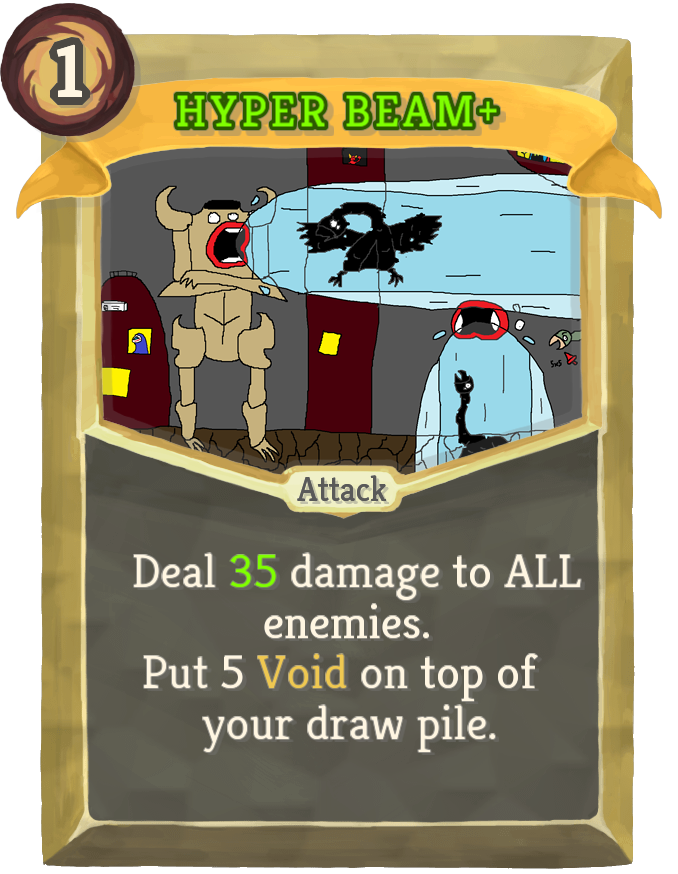 1
HYPER BEAM+
Attack
Deal 35 damage to ALL
enemies.
Put 5 Void on top of
your draw pile.